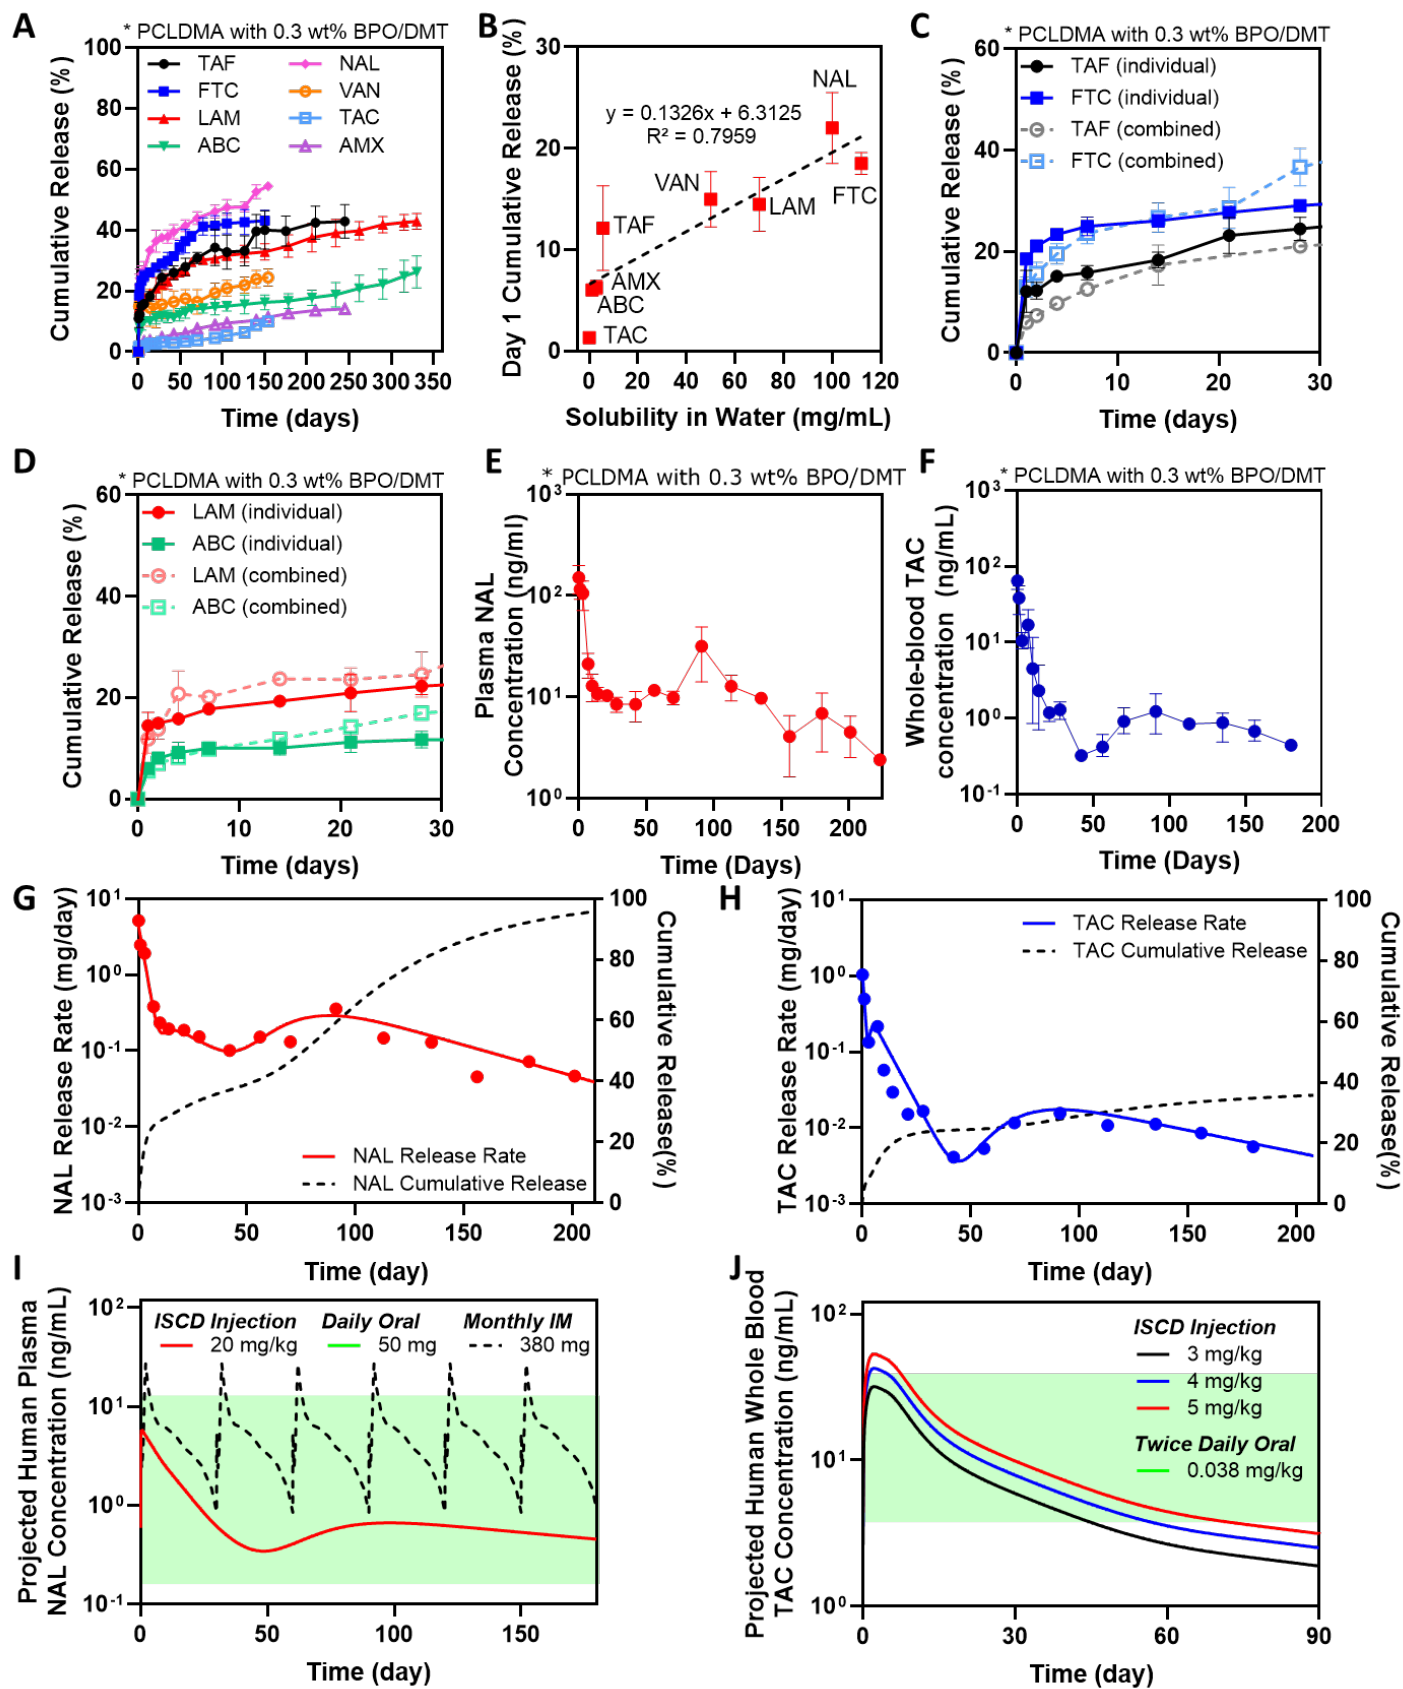 A
* PCLDMA with 0.3 wt% BPO/DMT
Cumulative Release (%)
100
80
60
40
20
0
TAF
FTC
LAM
ABC
NAL
VAN
TAC
AMX
0 50 100 150 200 250 300 350
Time (days)
B
Day 1 Cumulative Release (%)
30
20
10
0
y = 0.1326x + 6.3125
R² = 0.7959
NAL
VAN
FTC
LAM
TAF
AMX
ABC
TAC
0 20 40 60 80 100 120
Solubility in Water (mg/mL)
C
* PCLDMA with 0.3 wt% BPO/DMT
Cumulative Release (%)
60
40
20
0
TAF (individual)
FTC (individual)
TAF (combined)
FTC (combined)
0 10 20 30
Time (days)
D
* PCLDMA with 0.3 wt% BPO/DMT
Cumulative Release (%)
60
40
20
0
LAM (individual)
ABC (individual)
LAM (combined)
ABC (combined)
0 10 20 30
Time (days)
E
* PCLDMA with 0.3 wt% BPO/DMT
Plasma NAL
Concentration (ng/ml)
10³
10²
10¹
10⁰
0 50 100 150 200
Time (Days)
F
* PCLDMA with 0.3 wt% BPO/DMT
Whole-blood TAC
concentration (ng/mL)
10³
10²
10¹
10⁰
10⁻¹
0 50 100 150 200
Time (Days)
G
NAL Release Rate (mg/day)
10¹
10⁰
10⁻¹
10⁻²
10⁻³
NAL Release Rate
NAL Cumulative Release
100
80
60
40
20
0
Cumulative Release(%)
0 50 100 150 200
Time (day)
H
TAC Release Rate (mg/day)
10¹
10⁰
10⁻¹
10⁻²
10⁻³
TAC Release Rate
TAC Cumulative Release
100
80
60
40
20
0
Cumulative Release(%)
0 50 100 150 200
Time (day)
I
Projected Human Plasma
NAL Concentration (ng/mL)
10²
10¹
10⁰
10⁻¹
ISCD Injection Daily Oral Monthly IM
20 mg/kg 50 mg 380 mg
0 50 100 150
Time (day)
J
Projected Human Whole Blood
TAC Concentration (ng/mL)
10²
10¹
10⁰
ISCD Injection
3 mg/kg
4 mg/kg
5 mg/kg
Twice Daily Oral
0.038 mg/kg
0 30 60 90
Time (day)